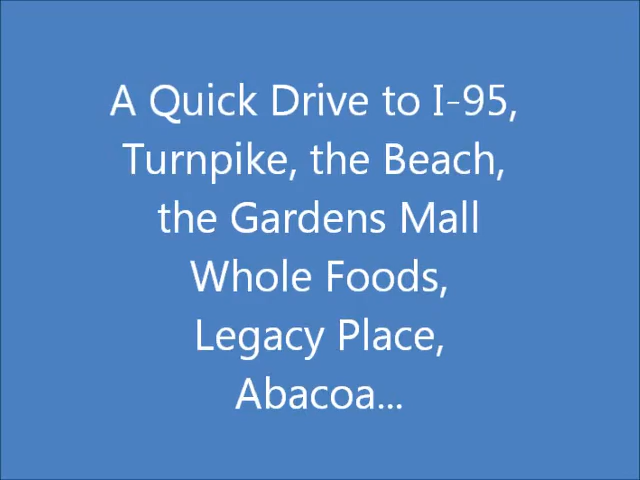 A Quick Drive to I-95,
Turnpike, the Beach,
the Gardens Mall
Whole Foods,
Legacy Place,
Abacoa...